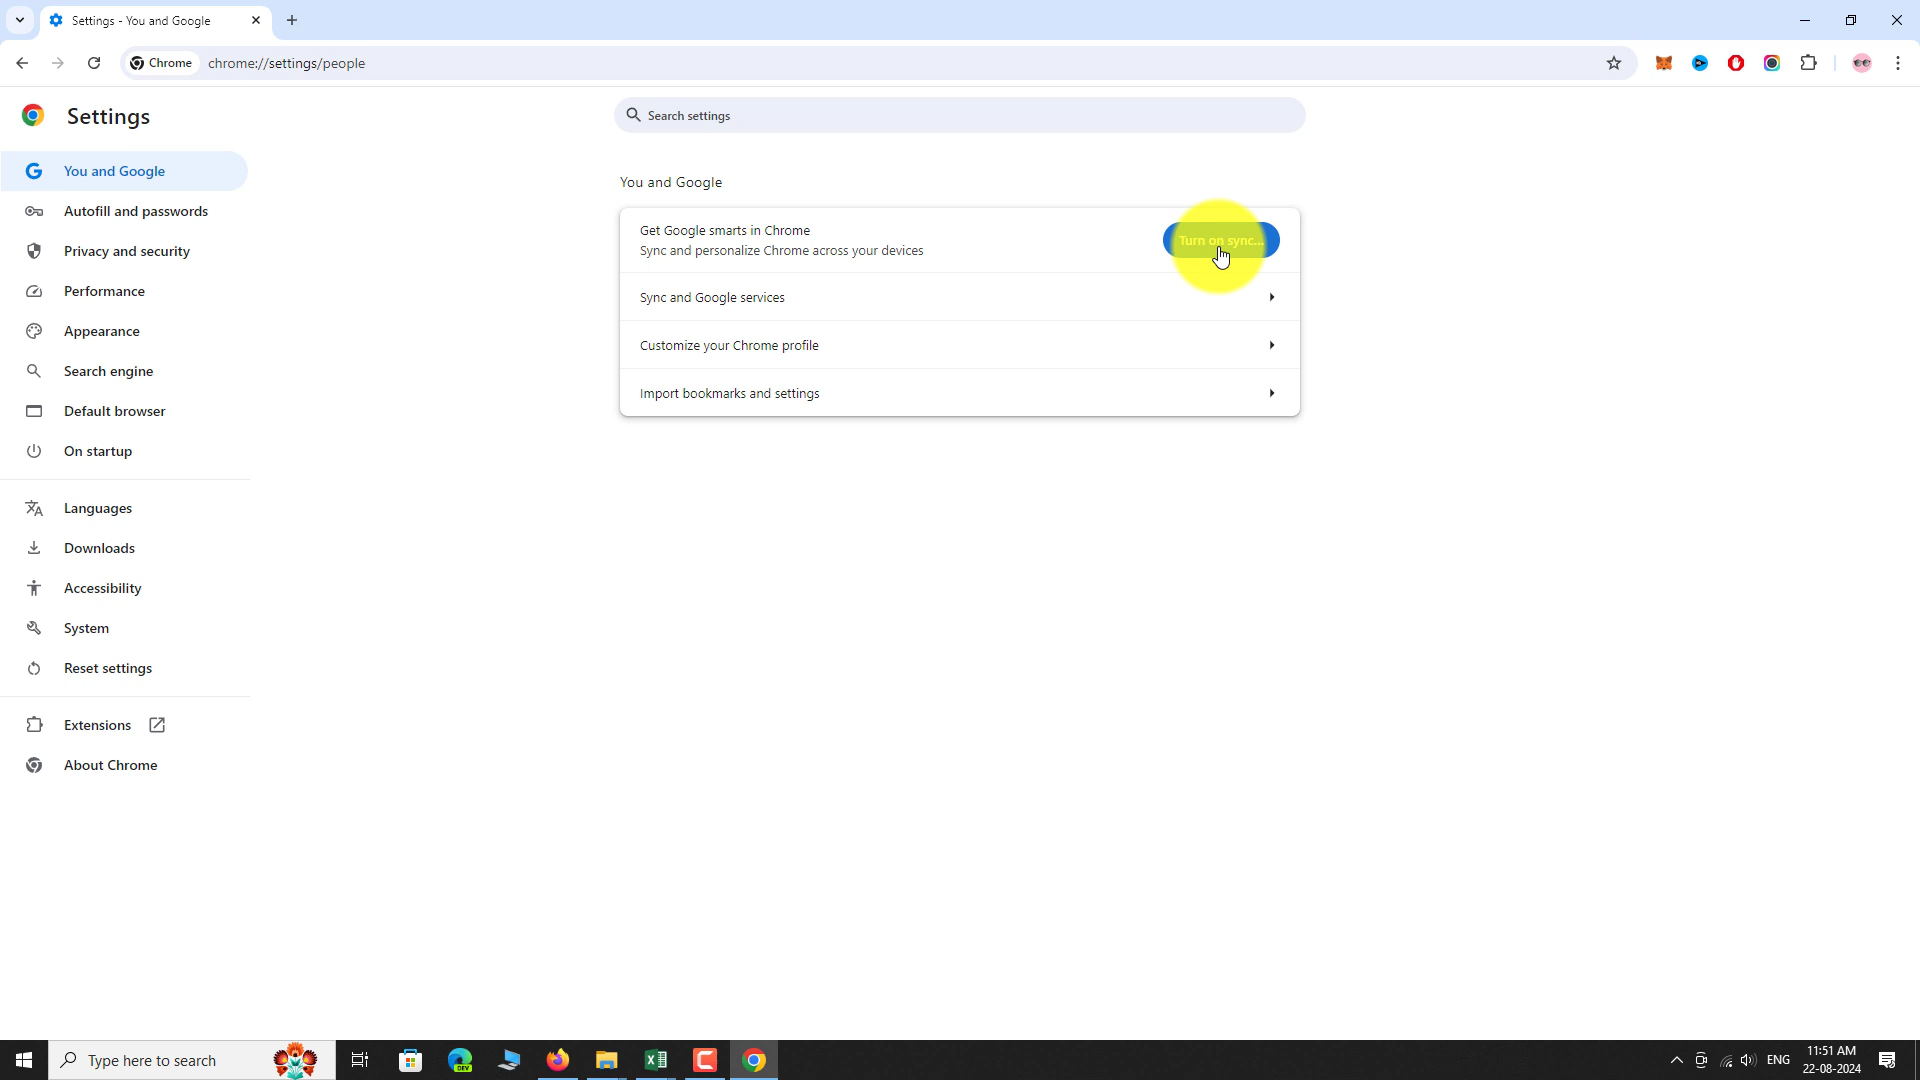 Settings - You and Google
Chrome
chrome://settings/people
Settings
Search settings
You and Google
Autofill and passwords
Privacy and security
Performance
Appearance
Search engine
Default browser
On startup
Languages
Downloads
Accessibility
System
Reset settings
Extensions
About Chrome
You and Google
Get Google smarts in Chrome
Sync and personalize Chrome across your devices
Turn on sync...
Sync and Google services
Customize your Chrome profile
Import bookmarks and settings
Type here to search
DEV
ENG
11:51 AM
22-08-2024